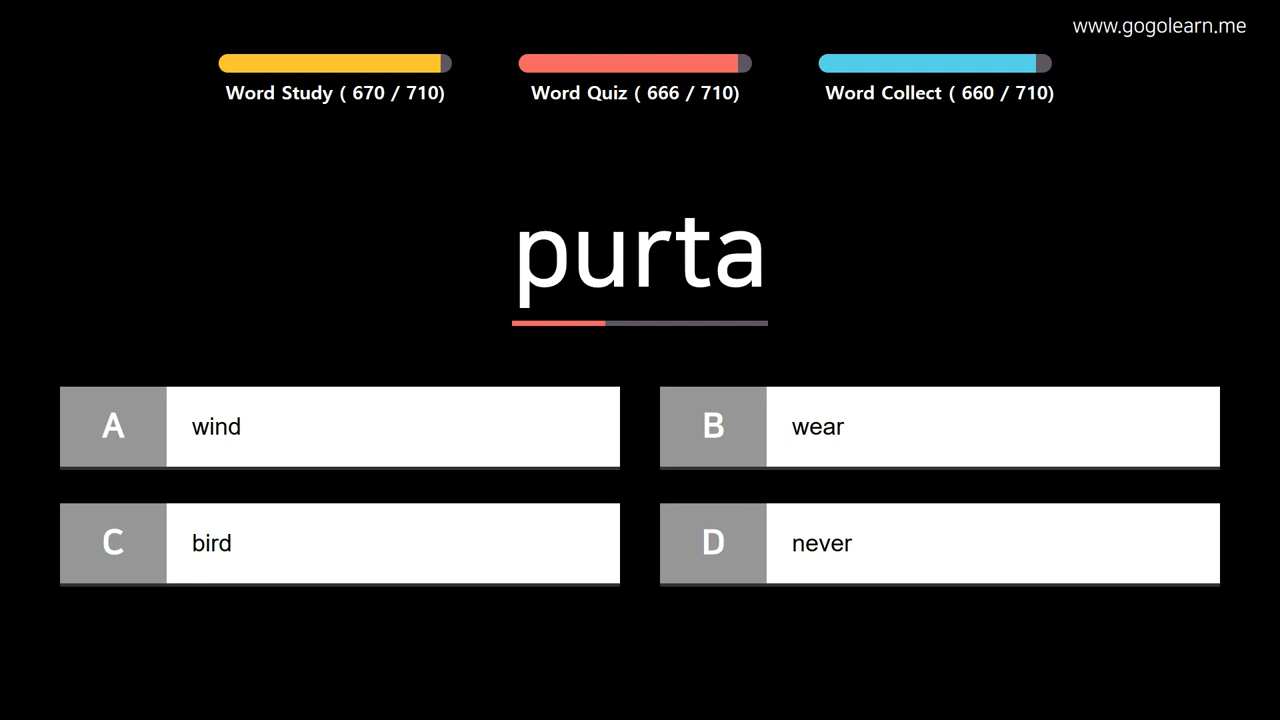 www.gogolearn.me
Word Study ( 670 / 710)
Word Quiz ( 666 / 710)
Word Collect ( 660 / 710)
purta
A wind
B wear
C bird
D never